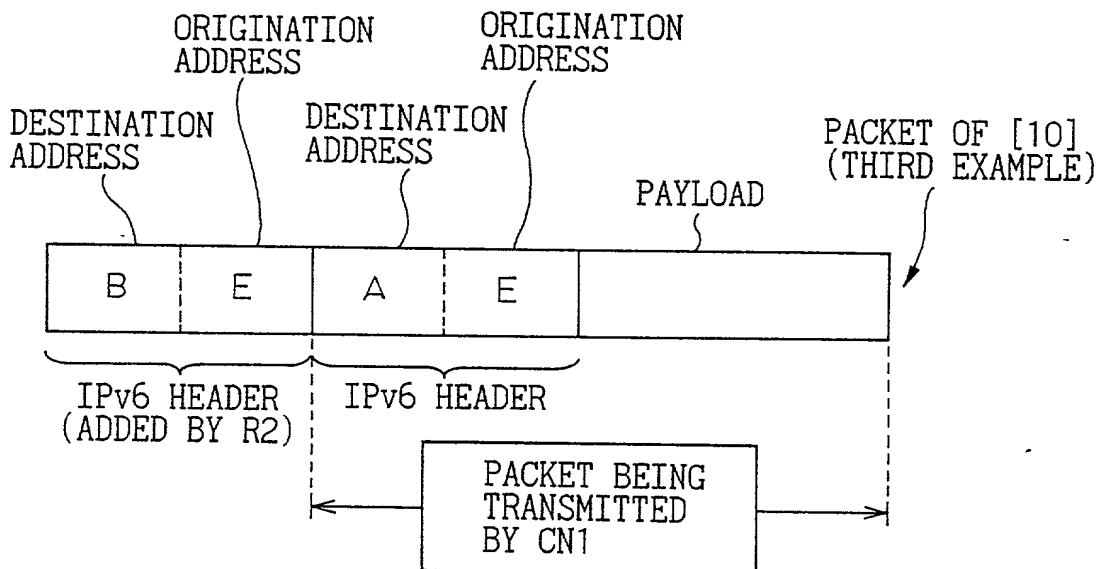 ORIGINATION
ADDRESS
ORIGINATION
ADDRESS
DESTINATION
ADDRESS
DESTINATION
ADDRESS
PACKET OF [10]
(THIRD EXAMPLE)
PAYLOAD
B
E
A
E
IPv6 HEADER
(ADDED BY R2)
IPv6 HEADER
PACKET BEING
TRANSMITTED
BY CN1